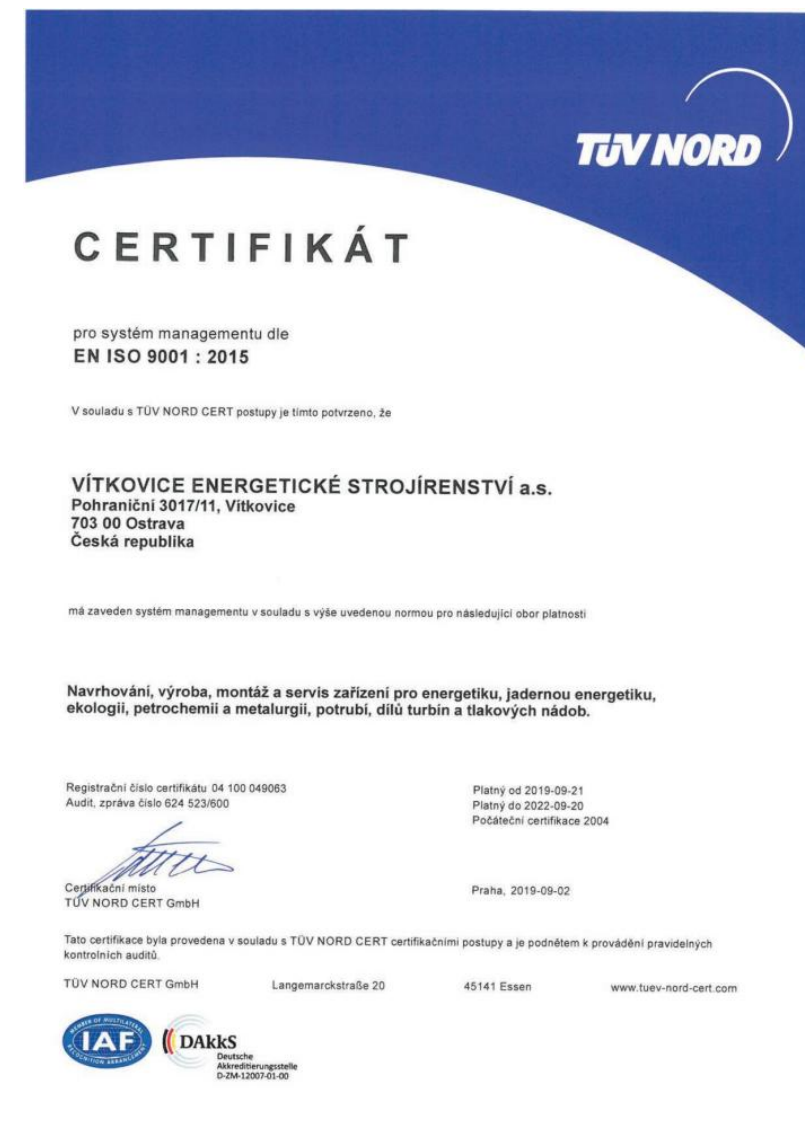 TÜV NORD
CERTIFIKÁT
pro systém managementu dle
EN ISO 9001 : 2015
V souladu s TÜV NORD CERT postupy je tímto potvrzeno, že
VÍTKOVICE ENERGETICKÉ STROJÍRENSTVÍ a.s.
Pohraniční 3017/11, Vítkovice
703 00 Ostrava
Česká republika
má zaveden systém managementu v souladu s výše uvedenou normou pro následující obor platnosti
Navrhování, výroba, montáž a servis zařízení pro energetiku, jadernou energetiku,
ekologii, petrochemii a metalurgii, potrubí, dílů turbín a tlakových nádob.
Registrační číslo certifikátu 04 100 049063
Audit, zpráva číslo 624 523/600
Platný od 2019-09-21
Platný do 2022-09-20
Počáteční certifikace 2004
Certifikační místo
TÜV NORD CERT GmbH
Praha, 2019-09-02
Tato certifikace byla provedena v souladu s TÜV NORD CERT certifikačními postupy a je podnětem k provádění pravidelných
kontrolních auditů.
TÜV NORD CERT GmbH Langemarckstraße 20 45141 Essen www.tuev-nord-cert.com
MEMBER OF MULTILATERAL
IAF
RECOGNITION ARRANGEMENT
DAkkS
Deutsche
Akkreditierungsstelle
D-ZM-12007-01-00